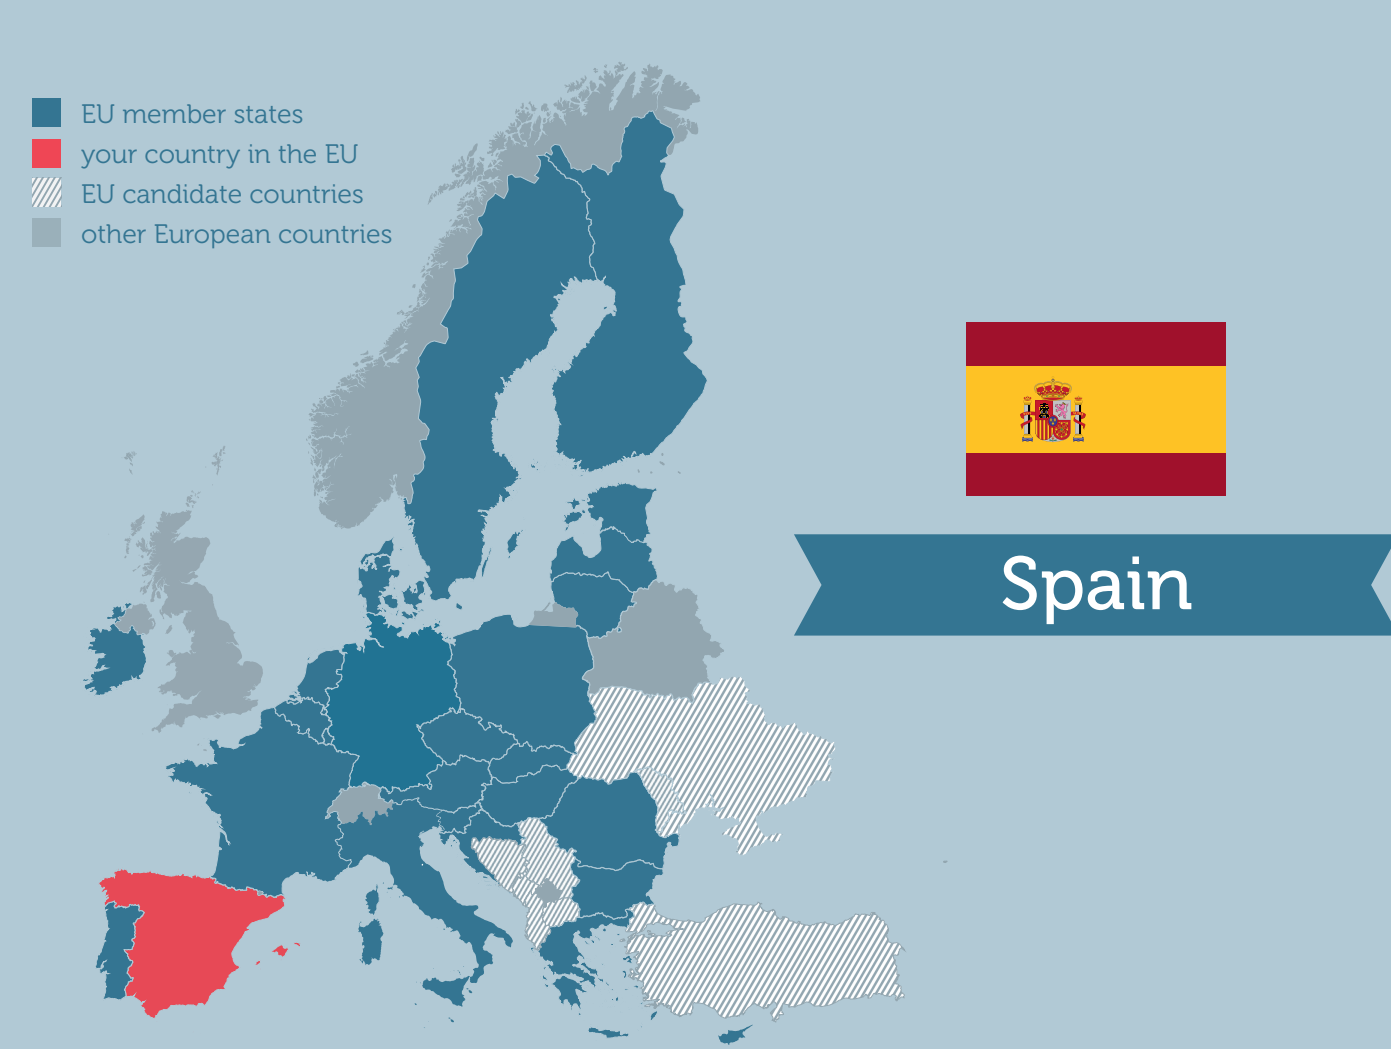 EU member states
your country in the EU
EU candidate countries
other European countries
Spain